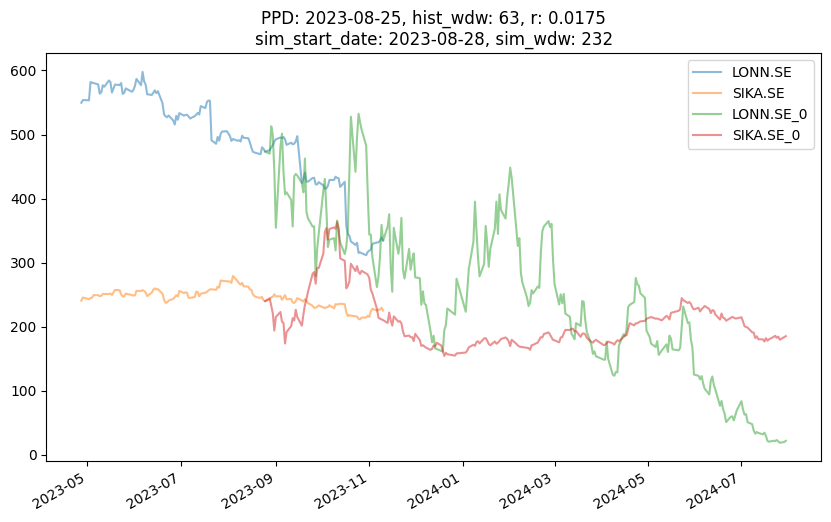 PPD: 2023-08-25, hist_wdw: 63, r: 0.0175
sim_start_date: 2023-08-28, sim_wdw: 232
LONN.SE
SIKA.SE
LONN.SE_0
SIKA.SE_0
600
500
400
300
200
100
0
2023-05
2023-07
2023-09
2023-11
2024-01
2024-03
2024-05
2024-07